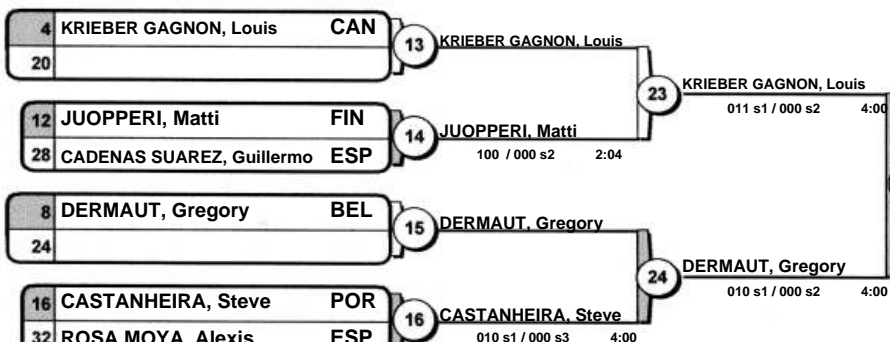 4 KRIEBER GAGNON, Louis CAN
20
13
KRIEBER GAGNON, Louis
12 JUOPPERI, Matti FIN
28 CADENAS SUAREZ, Guillermo ESP
14
JUOPPERI, Matti
100 / 000 s2 2:04
23
KRIEBER GAGNON, Louis
011 s1 / 000 s2 4:00
8 DERMAUT, Gregory BEL
24
15
DERMAUT, Gregory
16 CASTANHEIRA, Steve POR
32 ROSA MOYA, Alexis ESP
16
CASTANHEIRA, Steve
010 s1 / 000 s3 4:00
24
DERMAUT, Gregory
010 s1 / 000 s2 4:00